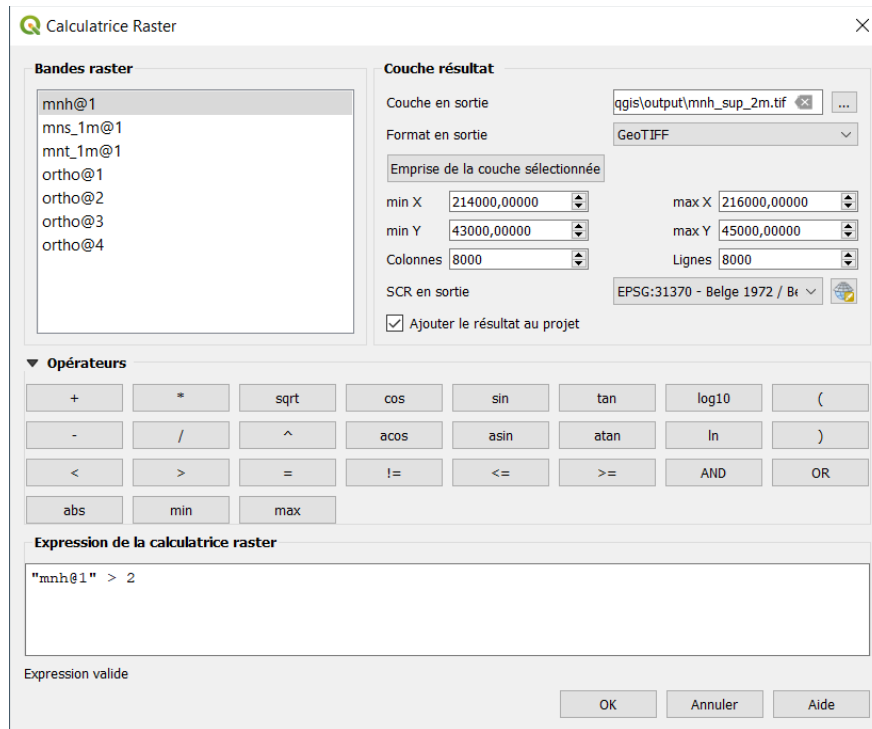 Calculatrice Raster
Bandes raster
mnh@1
mns_1m@1
mnt_1m@1
ortho@1
ortho@2
ortho@3
ortho@4
Couche résultat
Couche en sortie qgis\output\mnh_sup_2m.tif ...
Format en sortie GeoTIFF
Emprise de la couche sélectionnée
min X 214000,00000 max X 216000,00000
min Y 43000,00000 max Y 45000,00000
Colonnes 8000 Lignes 8000
SCR en sortie EPSG:31370 - Belge 1972 / Be
Ajouter le résultat au projet
Opérateurs
+ * sqrt cos sin tan log10 (
- / ^ acos asin atan ln )
< > = != <= >= AND OR
abs min max
Expression de la calculatrice raster
"mnh@1" > 2
Expression valide
OK Annuler Aide